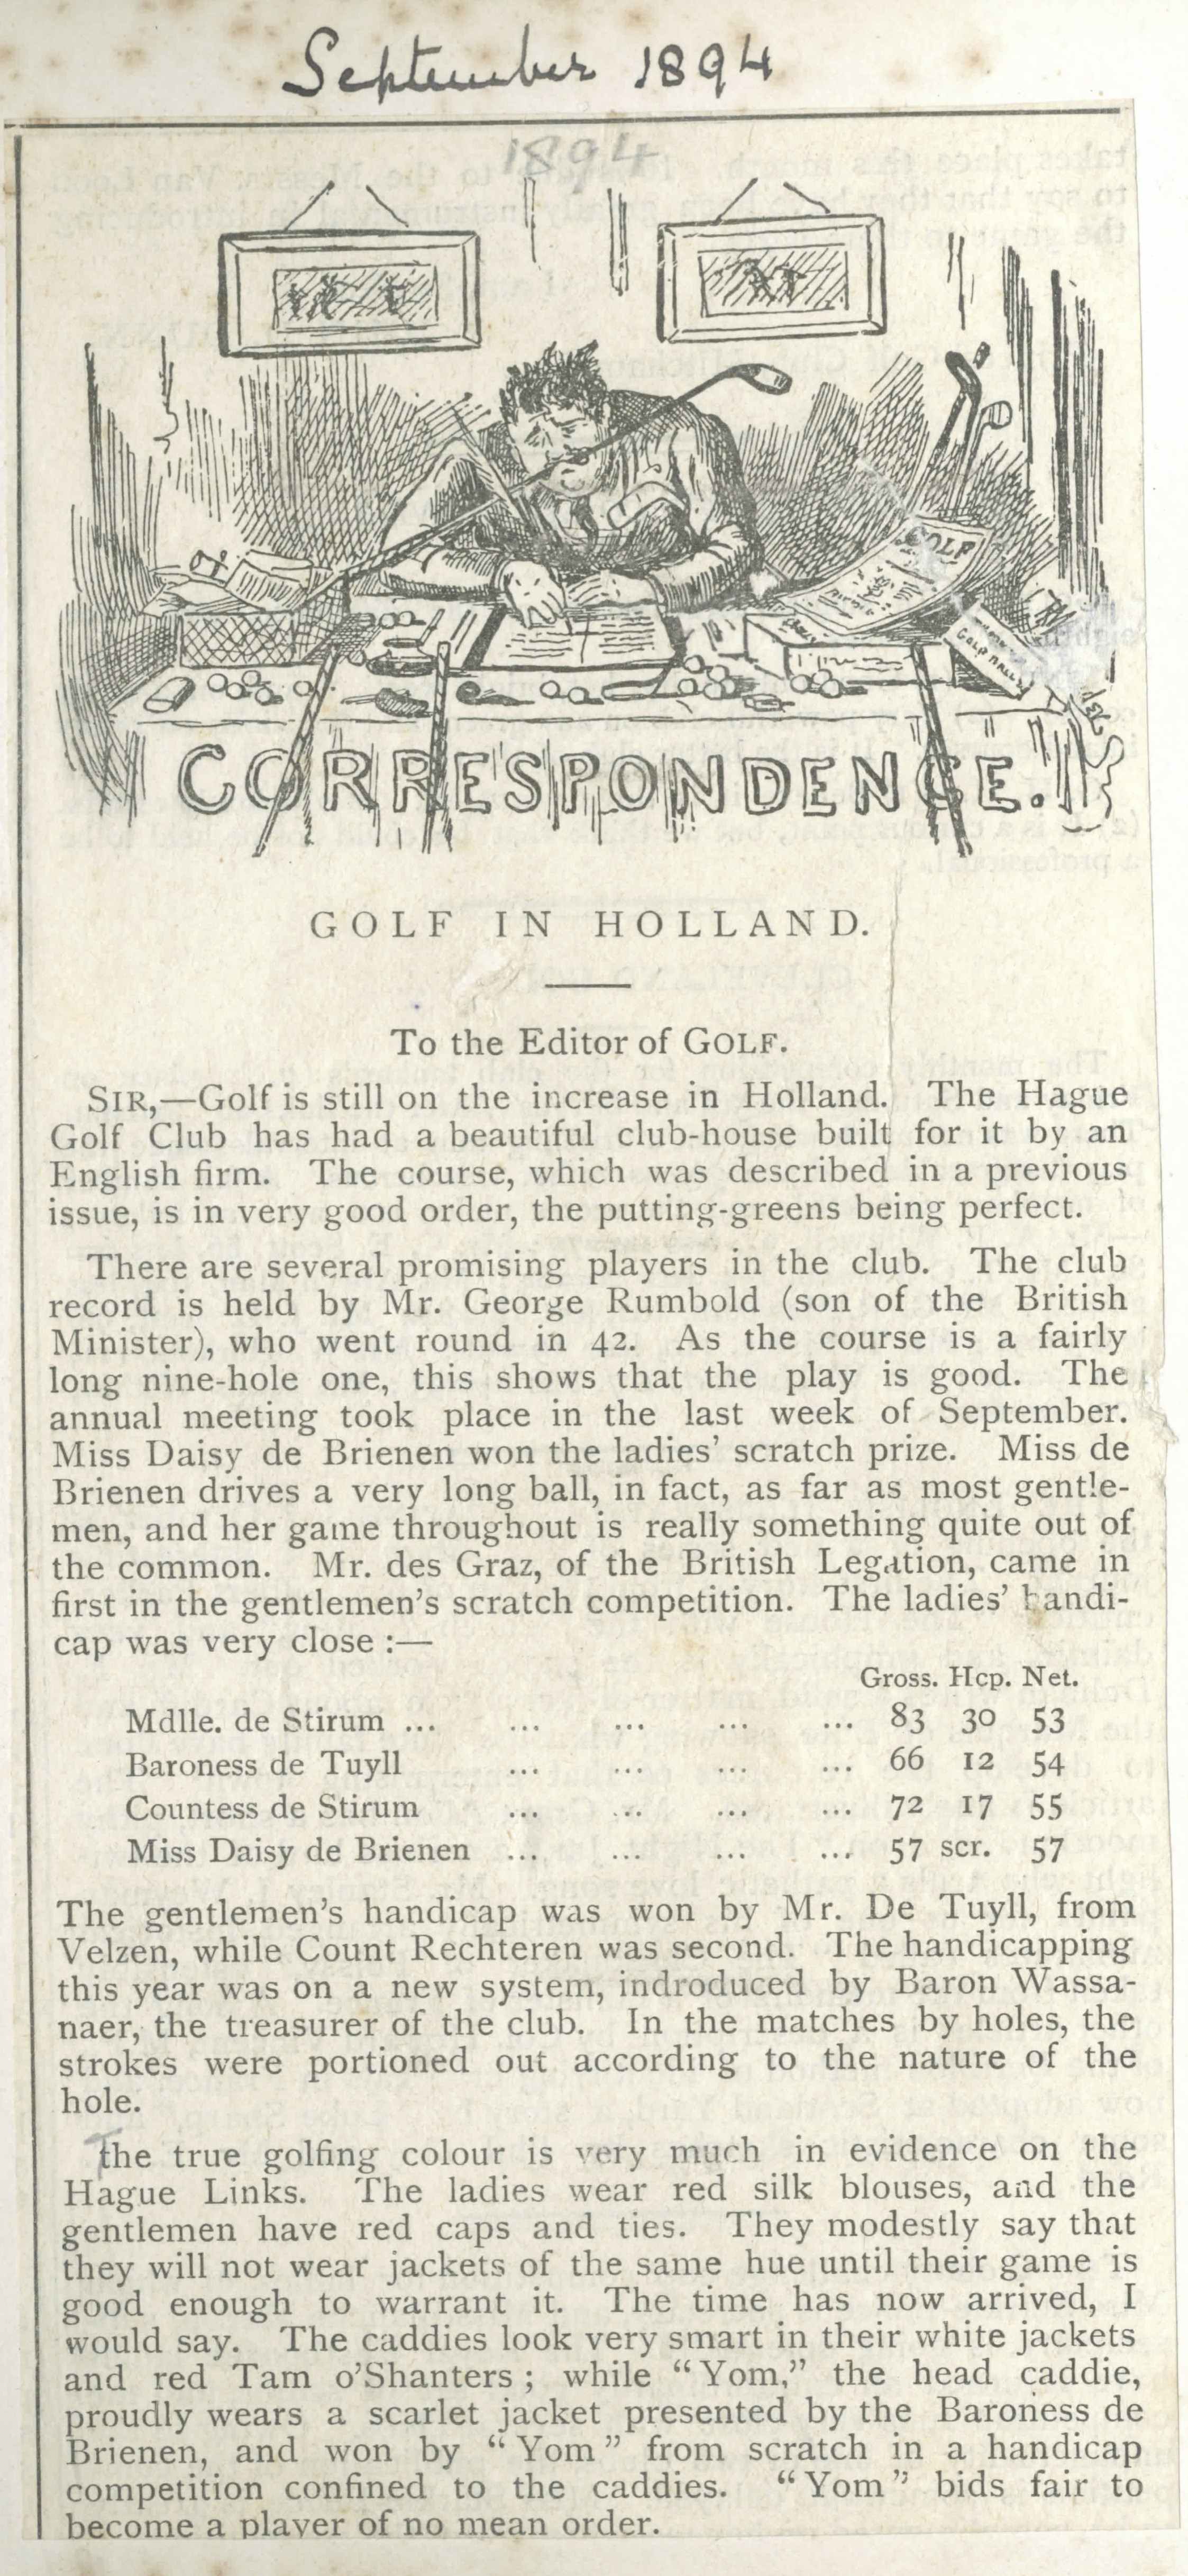 September 1894
1894
GOLF
GOLF BALLS
CORRESPONDENCE.
GOLF IN HOLLAND.
To the Editor of GOLF.
SIR,—Golf is still on the increase in Holland. The Hague
Golf Club has had a beautiful club-house built for it by an
English firm. The course, which was described in a previous
issue, is in very good order, the putting-greens being perfect.
There are several promising players in the club. The club
record is held by Mr. George Rumbold (son of the British
Minister), who went round in 42. As the course is a fairly
long nine-hole one, this shows that the play is good. The
annual meeting took place in the last week of September.
Miss Daisy de Brienen won the ladies' scratch prize. Miss de
Brienen drives a very long ball, in fact, as far as most gentle-
men, and her game throughout is really something quite out of
the common. Mr. des Graz, of the British Legation, came in
first in the gentlemen's scratch competition. The ladies' handi-
cap was very close :—
Gross. Hcp. Net.
Mdlle. de Stirum ... ... ... ... ... 83 30 53
Baroness de Tuyll ... ... ... ... 66 12 54
Countess de Stirum ... ... ... ... 72 17 55
Miss Daisy de Brienen ... ... ... ... 57 scr. 57
The gentlemen's handicap was won by Mr. De Tuyll, from
Velzen, while Count Rechteren was second. The handicapping
this year was on a new system, indroduced by Baron Wassa-
naer, the treasurer of the club. In the matches by holes, the
strokes were portioned out according to the nature of the
hole.
The true golfing colour is very much in evidence on the
Hague Links. The ladies wear red silk blouses, and the
gentlemen have red caps and ties. They modestly say that
they will not wear jackets of the same hue until their game is
good enough to warrant it. The time has now arrived, I
would say. The caddies look very smart in their white jackets
and red Tam o'Shanters ; while "Yom," the head caddie,
proudly wears a scarlet jacket presented by the Baroness de
Brienen, and won by "Yom" from scratch in a handicap
competition confined to the caddies. "Yom" bids fair to
become a player of no mean order.